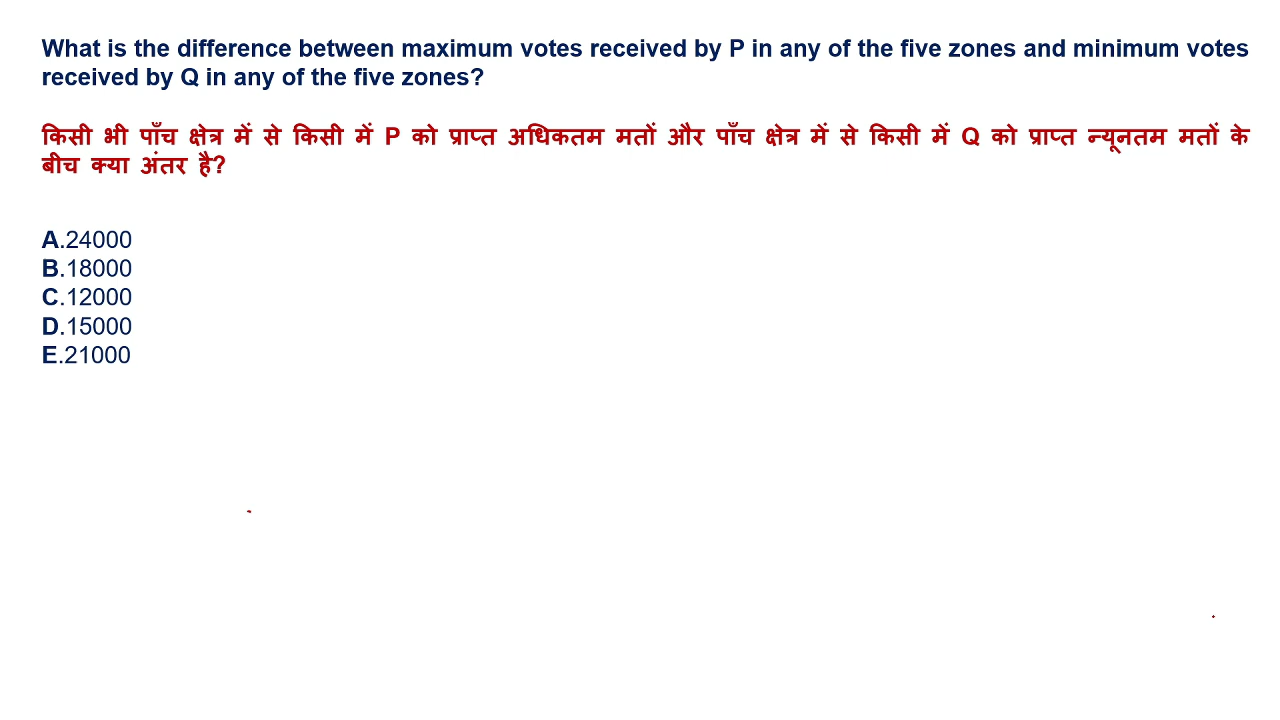 What is the difference between maximum votes received by P in any of the five zones and minimum votes
received by Q in any of the five zones?
किसी भी पाँच क्षेत्र में से किसी में P को प्राप्त अधिकतम मतों और पाँच क्षेत्र में से किसी में Q को प्राप्त न्यूनतम मतों के
बीच क्या अंतर है?
A.24000
B.18000
C.12000
D.15000
E.21000